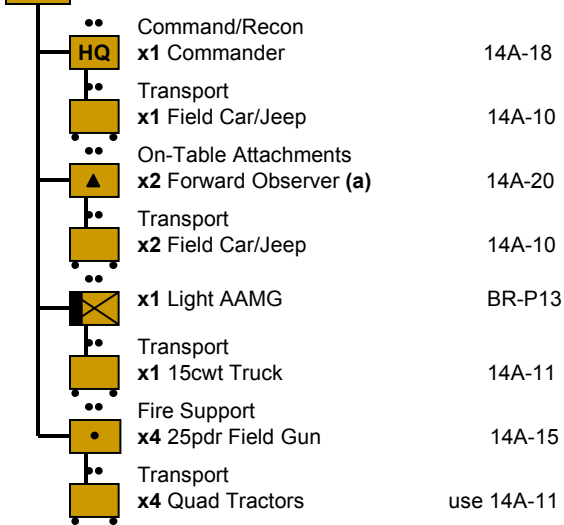 Command/Recon
HQ x1 Commander 14A-18
Transport
x1 Field Car/Jeep 14A-10
On-Table Attachments
x2 Forward Observer (a) 14A-20
Transport
x2 Field Car/Jeep 14A-10
x1 Light AAMG BR-P13
Transport
x1 15cwt Truck 14A-11
Fire Support
x4 25pdr Field Gun 14A-15
Transport
x4 Quad Tractors use 14A-11